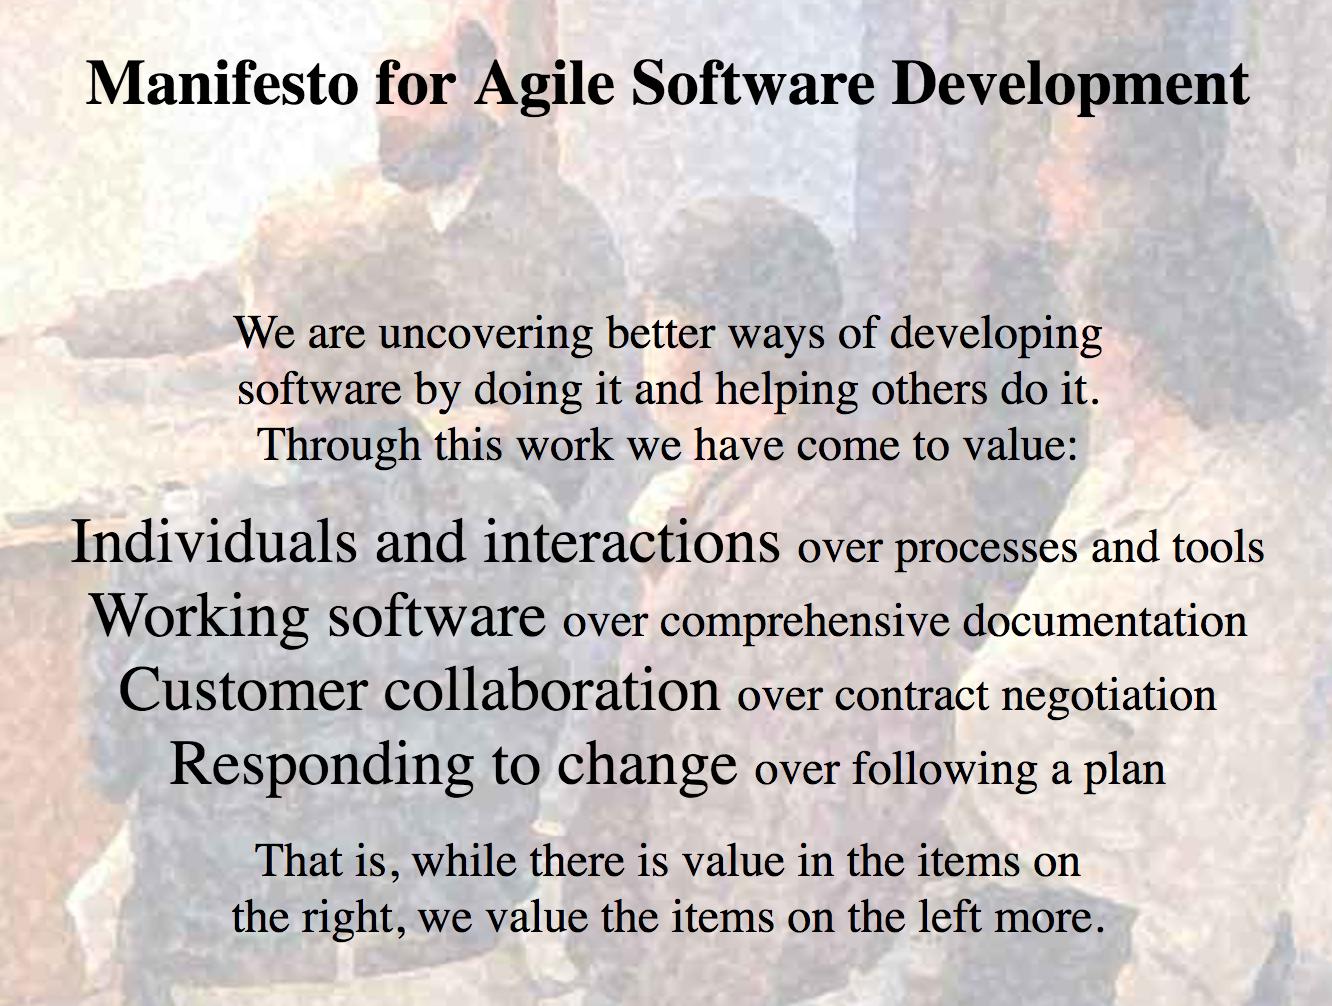 Manifesto for Agile Software Development
We are uncovering better ways of developing
software by doing it and helping others do it.
Through this work we have come to value:
Individuals and interactions over processes and tools
Working software over comprehensive documentation
Customer collaboration over contract negotiation
Responding to change over following a plan
That is, while there is value in the items on
the right, we value the items on the left more.